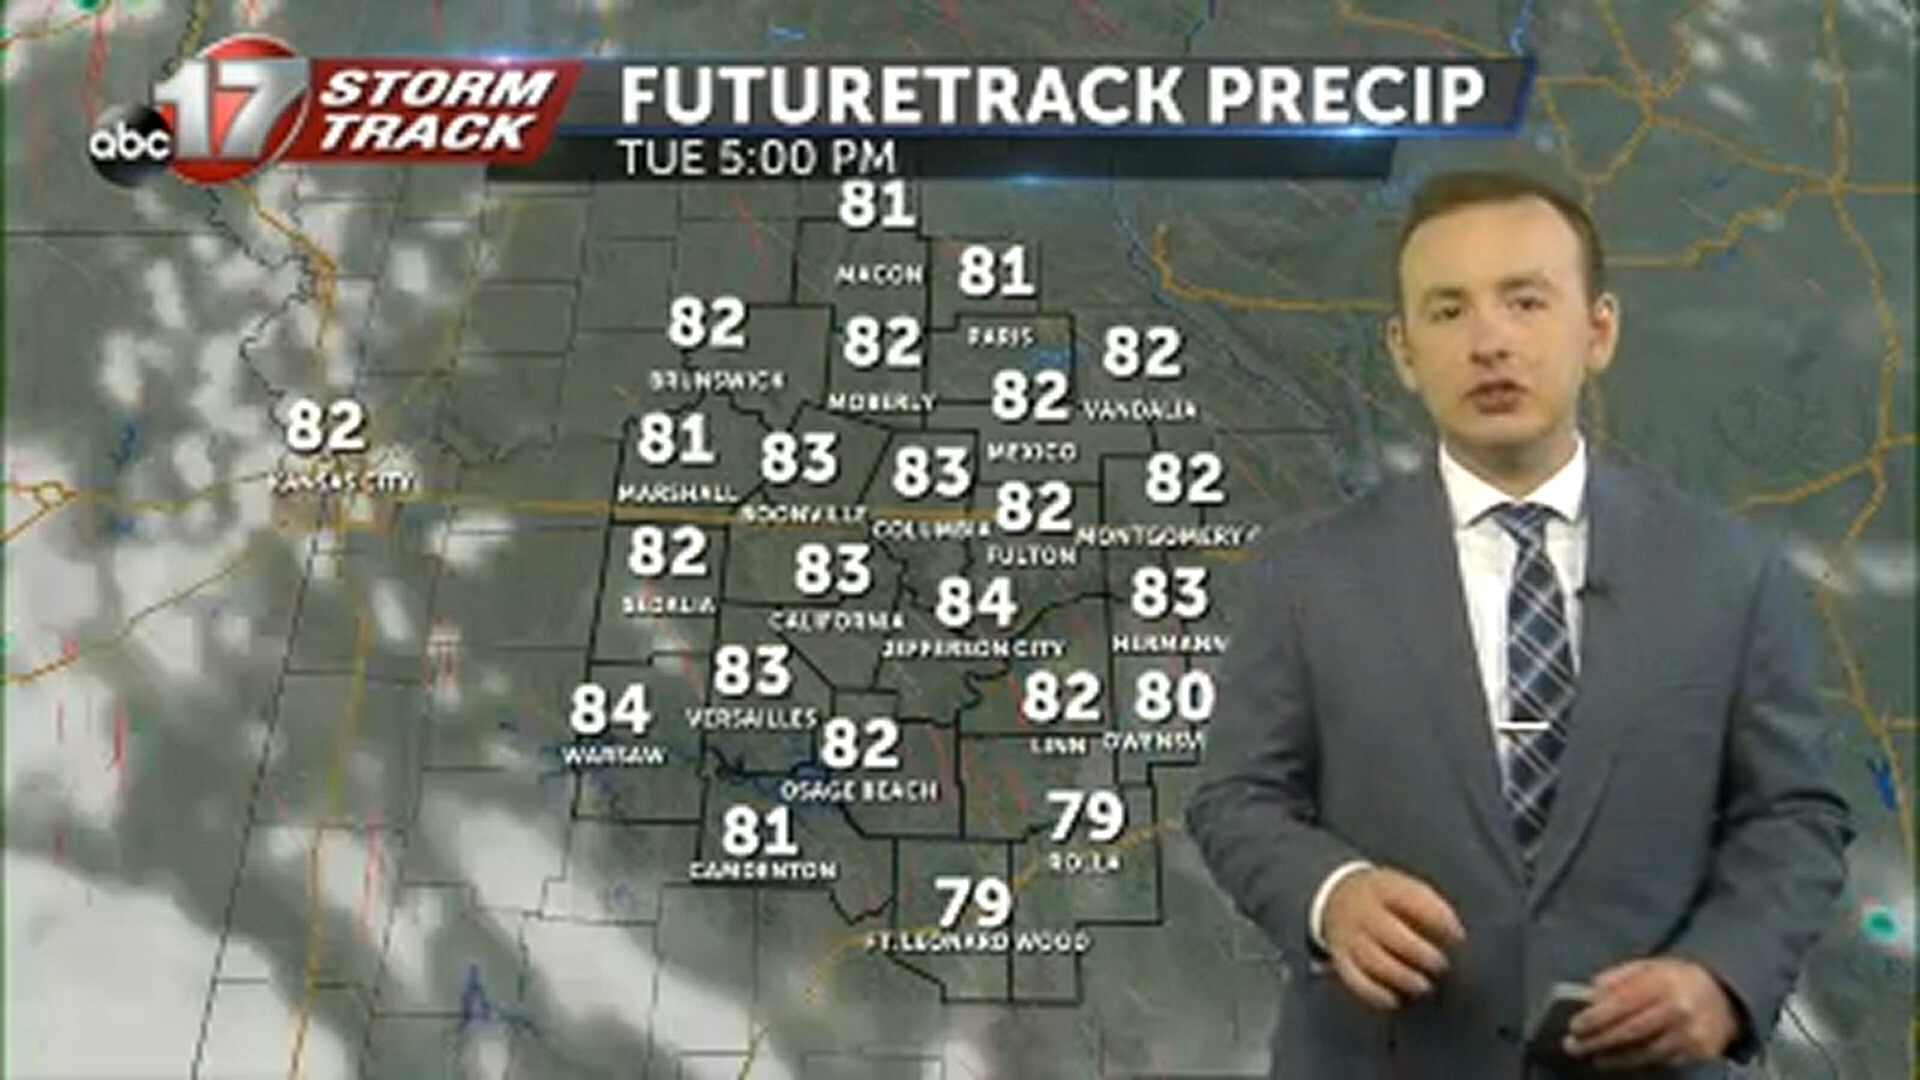 abc 17
STORM
TRACK
FUTURETRACK PRECIP
TUE 5:00 PM
81
MACON
81
PARIS
82
BRUNSWICK
82
MOBERLY
82
VANDALIA
82
MEXICO
82
KANSAS CITY
81
MARSHALL
83
BOONVILLE
83
COLUMBIA
82
FULTON
82
MONTGOMERY C
82
SEDALIA
83
CALIFORNIA
84
JEFFERSON CITY
83
HERMANN
84
WARSAW
83
VERSAILLES
82
OSAGE BEACH
82
LINN
80
OWENSVI
81
CAMDENTON
79
ROLLA
79
FT. LEONARD WOOD